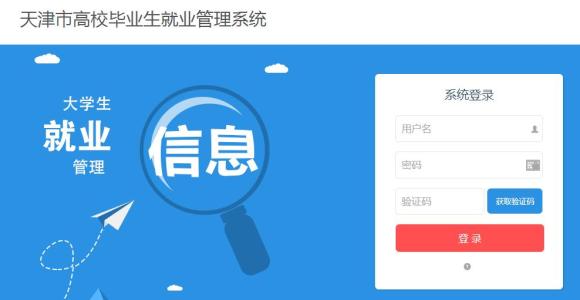 天津市高校毕业生就业管理系统
大学生
就业
管理
信息
系统登录
用户名
密码
验证码
获取验证码
登 录